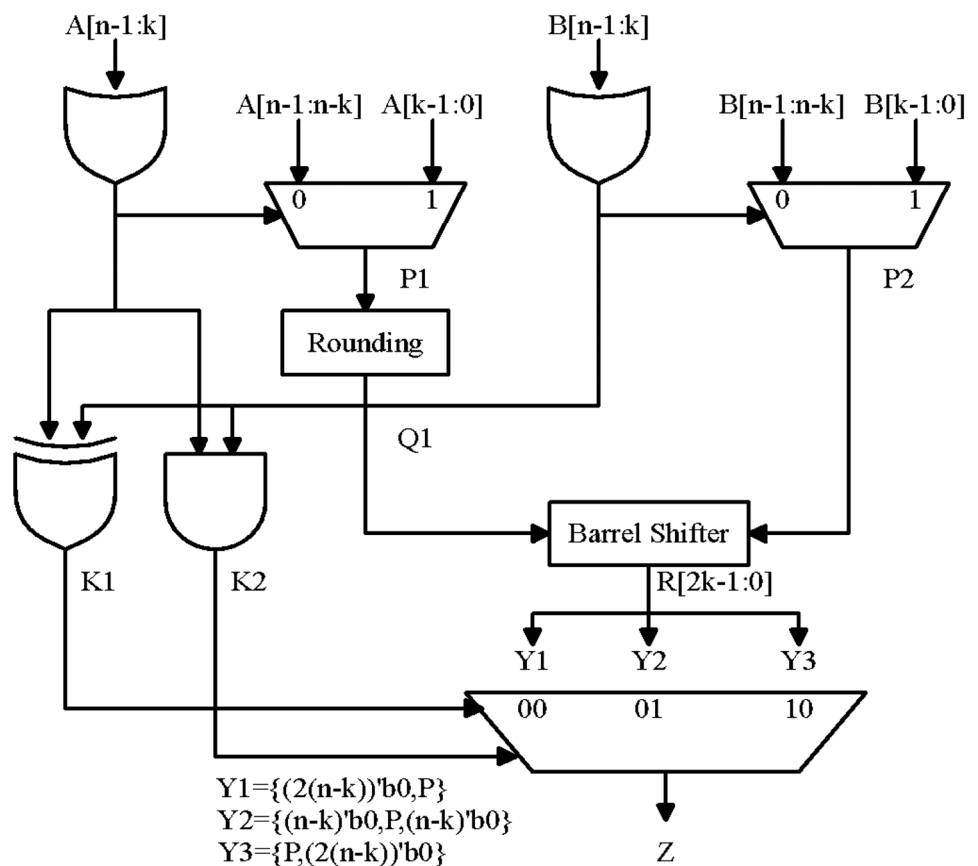 A[n-1:k]
B[n-1:k]
A[n-1:n-k] A[k-1:0]
B[n-1:n-k] B[k-1:0]
0 1
0 1
P1
P2
Rounding
Q1
Barrel Shifter
K1
K2
R[2k-1:0]
Y1 Y2 Y3
00 01 10
Y1={(2(n-k))'b0,P}
Y2={(n-k)'b0,P,(n-k)'b0}
Y3={P,(2(n-k))'b0}
Z